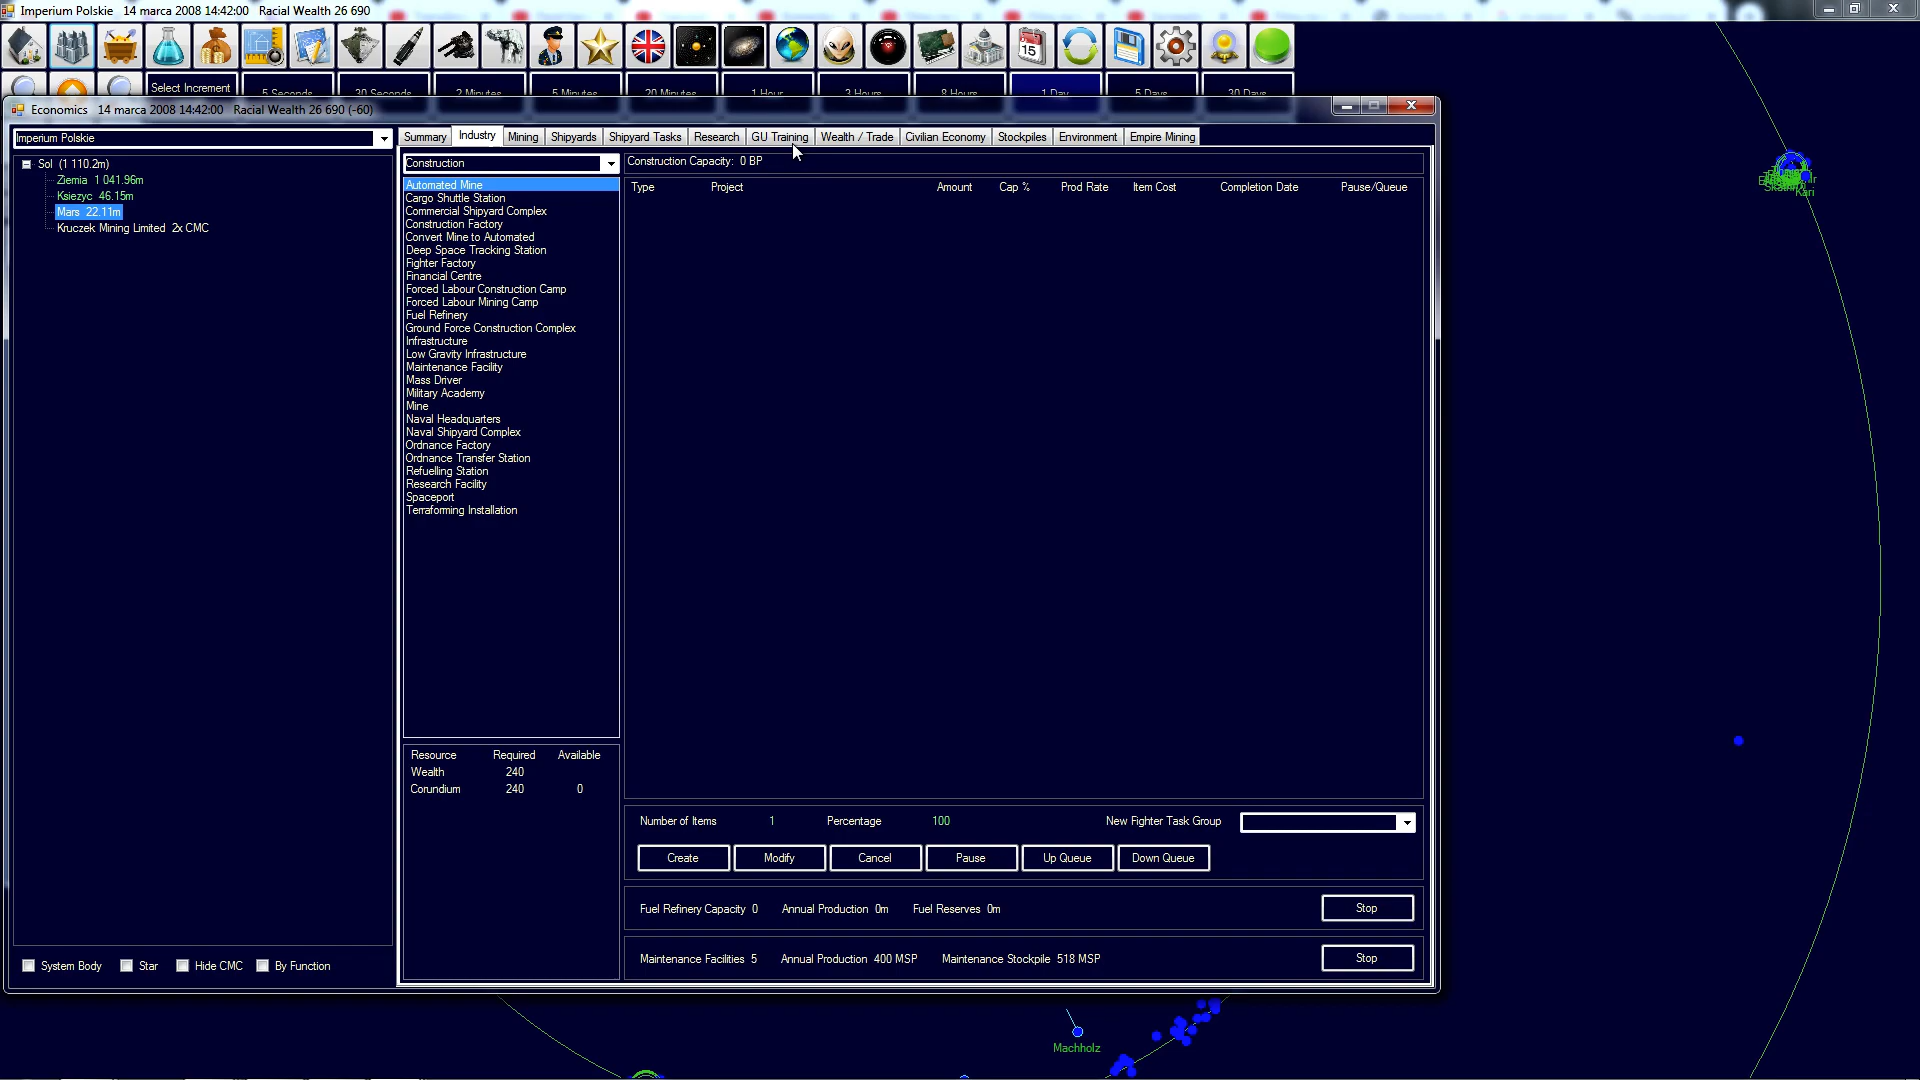 Imperium Polskie 14 marca 2008 14:42:00 Racial Wealth 26 690
15
Select Increment 5 Seconds 30 Seconds 2 Minutes 5 Minutes 20 Minutes 1 Hour 3 Hours 8 Hours 1 Day 5 Days 30 Days
Economics 14 marca 2008 14:42:00 Racial Wealth 26 690 (-60)
Imperium Polskie
Summary Industry Mining Shipyards Shipyard Tasks Research GU Training Wealth / Trade Civilian Economy Stockpiles Environment Empire Mining
Sol (1 110.2m)
Ziemia 1 041.96m
Ksiezyc 46.15m
Mars 22.11m
Kruczek Mining Limited 2x CMC
Construction
Construction Capacity: 0 BP
Type Project Amount Cap % Prod Rate Item Cost Completion Date Pause/Queue
Automated Mine
Cargo Shuttle Station
Commercial Shipyard Complex
Construction Factory
Convert Mine to Automated
Deep Space Tracking Station
Fighter Factory
Financial Centre
Forced Labour Construction Camp
Forced Labour Mining Camp
Fuel Refinery
Ground Force Construction Complex
Infrastructure
Low Gravity Infrastructure
Maintenance Facility
Mass Driver
Military Academy
Mine
Naval Headquarters
Naval Shipyard Complex
Ordnance Factory
Ordnance Transfer Station
Refuelling Station
Research Facility
Spaceport
Terraforming Installation
Resource Required Available
Wealth 240
Corundium 240 0
Number of Items 1 Percentage 100 New Fighter Task Group
Create Modify Cancel Pause Up Queue Down Queue
Fuel Refinery Capacity 0 Annual Production 0m Fuel Reserves 0m Stop
Maintenance Facilities 5 Annual Production 400 MSP Maintenance Stockpile 518 MSP Stop
System Body Star Hide CMC By Function
Kari
Machholz